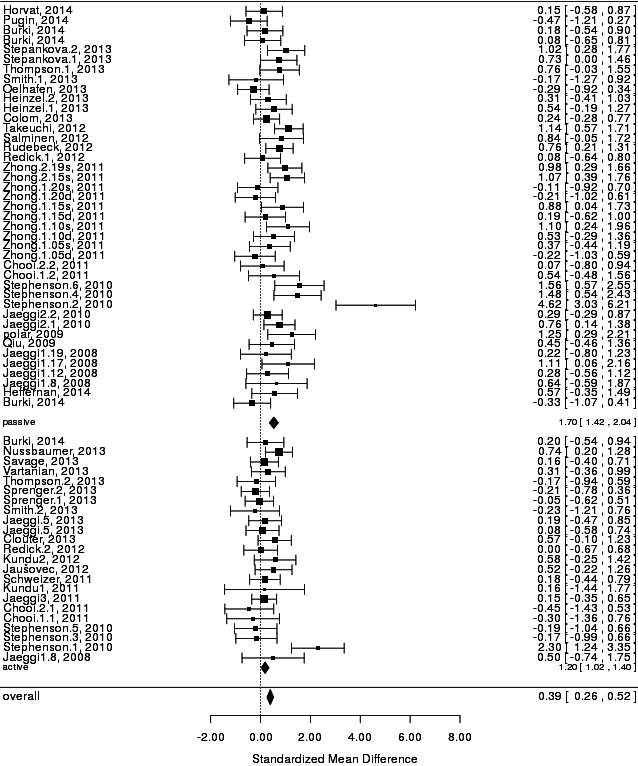 Horvat, 2014 0.15 [ -0.58 , 0.87 ]
Pugin, 2014 -0.47 [ -1.21 , 0.27 ]
Burki, 2014 0.18 [ -0.54 , 0.90 ]
Burki, 2014 0.08 [ -0.65 , 0.81 ]
Stepankova.2, 2013 1.02 [ 0.28 , 1.77 ]
Stepankova.1, 2013 0.73 [ 0.00 , 1.46 ]
Thompson.1, 2013 0.76 [ -0.03 , 1.55 ]
Smith.1, 2013 -0.17 [ -1.27 , 0.92 ]
Oelhafen, 2013 -0.29 [ -0.92 , 0.34 ]
Heinzel.2, 2013 0.31 [ -0.41 , 1.03 ]
Heinzel.1, 2013 0.54 [ -0.19 , 1.27 ]
Colom, 2013 0.24 [ -0.28 , 0.77 ]
Takeuchi, 2012 1.14 [ 0.57 , 1.71 ]
Salminen, 2012 0.84 [ -0.05 , 1.72 ]
Rudebeck, 2012 0.76 [ 0.21 , 1.31 ]
Redick.1, 2012 0.08 [ -0.64 , 0.80 ]
Zhong.2.19s, 2011 0.98 [ 0.29 , 1.66 ]
Zhong.2.15s, 2011 1.07 [ 0.39 , 1.76 ]
Zhong.1.20s, 2011 -0.11 [ -0.92 , 0.70 ]
Zhong.1.20d, 2011 -0.21 [ -1.02 , 0.61 ]
Zhong.1.15s, 2011 0.88 [ 0.04 , 1.73 ]
Zhong.1.15d, 2011 0.19 [ -0.62 , 1.00 ]
Zhong.1.10s, 2011 1.10 [ 0.24 , 1.96 ]
Zhong.1.10d, 2011 0.53 [ -0.29 , 1.36 ]
Zhong.1.05s, 2011 0.37 [ -0.44 , 1.19 ]
Zhong.1.05d, 2011 -0.22 [ -1.03 , 0.59 ]
Chooi.2.2, 2011 0.07 [ -0.80 , 0.94 ]
Chooi.1.2, 2011 0.54 [ -0.48 , 1.56 ]
Stephenson.6, 2010 1.56 [ 0.57 , 2.55 ]
Stephenson.4, 2010 1.48 [ 0.54 , 2.43 ]
Stephenson.2, 2010 4.62 [ 3.03 , 6.21 ]
Jaeggi2.2, 2010 0.29 [ -0.29 , 0.87 ]
Jaeggi2.1, 2010 0.76 [ 0.14 , 1.38 ]
polar, 2009 1.25 [ 0.29 , 2.21 ]
Qiu, 2009 0.45 [ -0.46 , 1.36 ]
Jaeggi1.19, 2008 0.22 [ -0.80 , 1.23 ]
Jaeggi1.17, 2008 1.11 [ 0.06 , 2.16 ]
Jaeggi1.12, 2008 0.28 [ -0.56 , 1.12 ]
Jaeggi1.8, 2008 0.64 [ -0.59 , 1.87 ]
Heffernan, 2014 0.57 [ -0.35 , 1.49 ]
Burki, 2014 -0.33 [ -1.07 , 0.41 ]
passive 1.70 [ 1.42 , 2.04 ]
Burki, 2014 0.20 [ -0.54 , 0.94 ]
Nussbaumer, 2013 0.74 [ 0.20 , 1.28 ]
Savage, 2013 0.16 [ -0.40 , 0.71 ]
Vartanian, 2013 0.31 [ -0.36 , 0.99 ]
Thompson.2, 2013 -0.17 [ -0.94 , 0.59 ]
Sprenger.2, 2013 -0.21 [ -0.78 , 0.36 ]
Sprenger.1, 2013 -0.05 [ -0.62 , 0.51 ]
Smith.2, 2013 -0.23 [ -1.21 , 0.76 ]
Jaeggi.5, 2013 0.19 [ -0.47 , 0.85 ]
Jaeggi.5, 2013 0.08 [ -0.58 , 0.74 ]
Clouter, 2013 0.57 [ -0.10 , 1.23 ]
Redick.2, 2012 0.00 [ -0.67 , 0.68 ]
Kundu2, 2012 0.58 [ -0.25 , 1.42 ]
Jausovec, 2012 0.52 [ -0.22 , 1.26 ]
Schweizer, 2011 0.18 [ -0.44 , 0.79 ]
Kundu1, 2011 0.16 [ -1.44 , 1.77 ]
Jaeggi3, 2011 0.15 [ -0.35 , 0.65 ]
Chooi.2.1, 2011 -0.45 [ -1.43 , 0.53 ]
Chooi.1.1, 2011 -0.30 [ -1.36 , 0.76 ]
Stephenson.5, 2010 -0.19 [ -1.04 , 0.66 ]
Stephenson.3, 2010 -0.17 [ -0.99 , 0.66 ]
Stephenson.1, 2010 2.30 [ 1.24 , 3.35 ]
Jaeggi1.8, 2008 0.50 [ -0.74 , 1.75 ]
active 1.20 [ 1.02 , 1.40 ]
overall 0.39 [ 0.26 , 0.52 ]
-2.00 0.00 2.00 4.00 6.00 8.00
Standardized Mean Difference